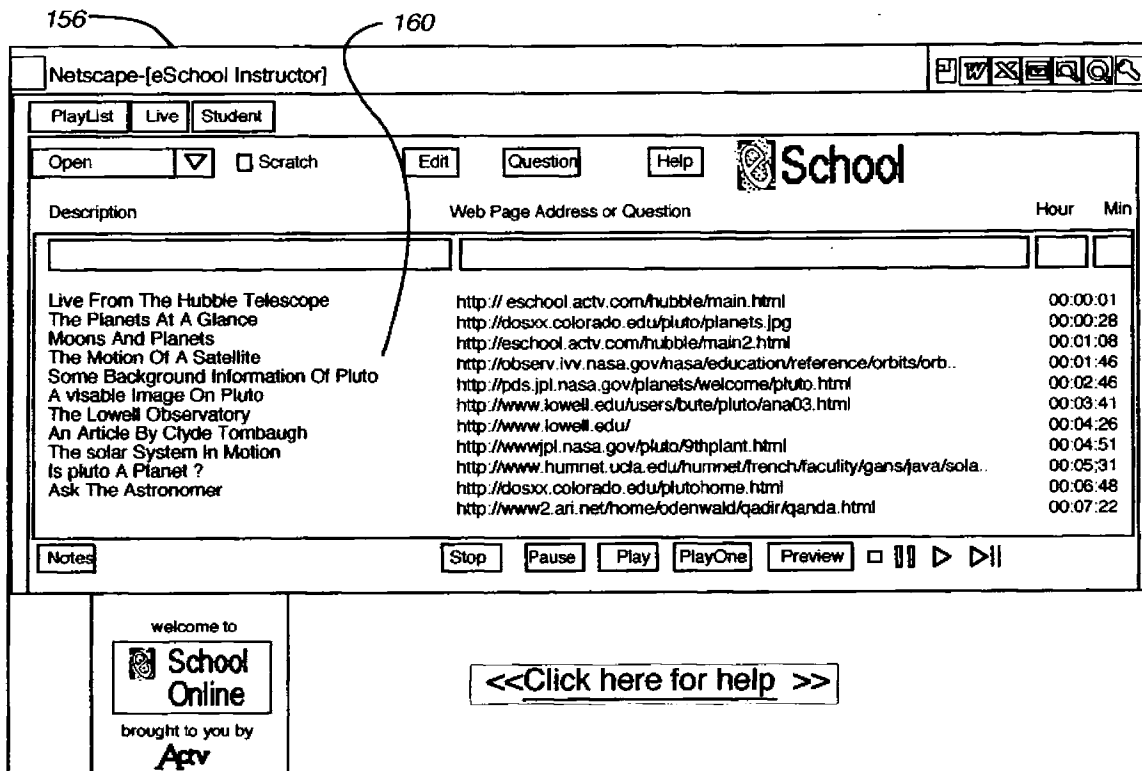 156
160
Netscape-[eSchool Instructor]
PlayList Live Student
Open Scratch Edit Question Help School
Description Web Page Address or Question Hour Min
Live From The Hubble Telescope http:// eschool.actv.com/hubble/main.html 00:00:01
The Planets At A Glance http://dosxx.colorado.edu/pluto/planets.jpg 00:00:28
Moons And Planets http://eschool.actv.com/hubble/main2.html 00:01:08
The Motion Of A Satellite http://observ.ivv.nasa.gov/nasa/education/reference/orbits/orb.. 00:01:46
Some Background Information Of Pluto http://pds.jpl.nasa.gov/planets/welcome/pluto.html 00:02:46
A visable Image On Pluto http://www.lowell.edu/users/bute/pluto/ana03.html 00:03:41
The Lowell Observatory http://www.lowell.edu/ 00:04:26
An Article By Clyde Tombaugh http://wwwjpl.nasa.gov/pluto/9thplant.html 00:04:51
The solar System In Motion http://www.humnet.ucla.edu/humnet/french/faculity/gans/java/sola.. 00:05;31
Is pluto A Planet ? http://dosxx.colorado.edu/plutohome.html 00:06:48
Ask The Astronomer http://www2.ari.net/home/odenwald/qadir/qanda.html 00:07:22
Notes Stop Pause Play PlayOne Preview
welcome to
School
Online
brought to you by
Actv
<<Click here for help >>